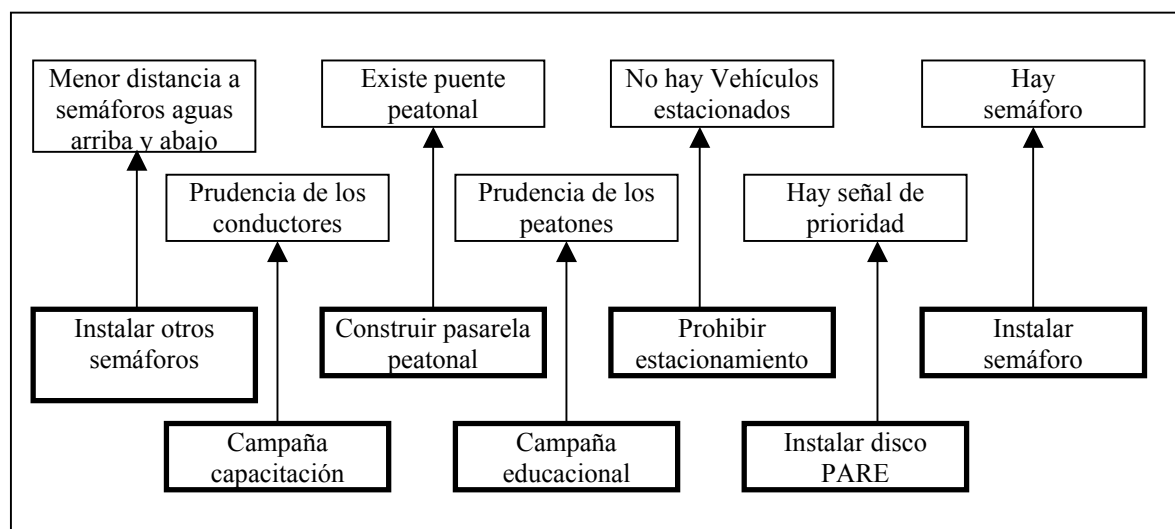 Menor distancia a
semáforos aguas
arriba y abajo
Existe puente
peatonal
No hay Vehículos
estacionados
Hay
semáforo
Prudencia de los
conductores
Prudencia de los
peatones
Hay señal de
prioridad
Instalar otros
semáforos
Construir pasarela
peatonal
Prohibir
estacionamiento
Instalar
semáforo
Campaña
capacitación
Campaña
educacional
Instalar disco
PARE